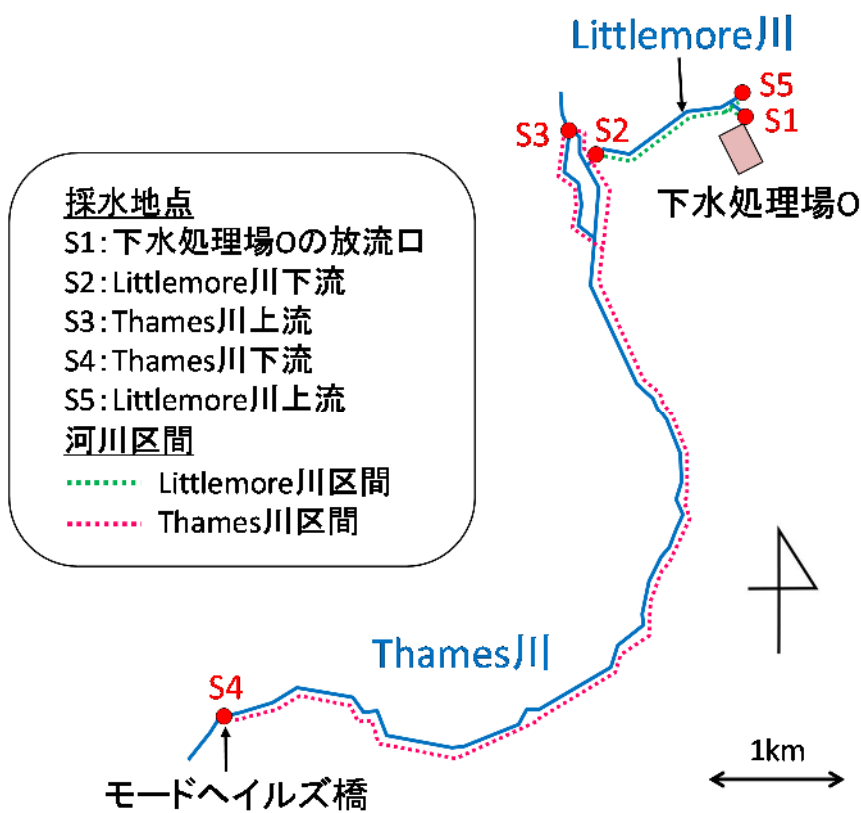 Littlemore川
S5
S1
S3
S2
下水処理場O
採水地点
S1:下水処理場Oの放流口
S2:Littlemore川下流
S3:Thames川上流
S4:Thames川下流
S5:Littlemore川上流
河川区間
Littlemore川区間
Thames川区間
Thames川
S4
1km
モードヘイルズ橋